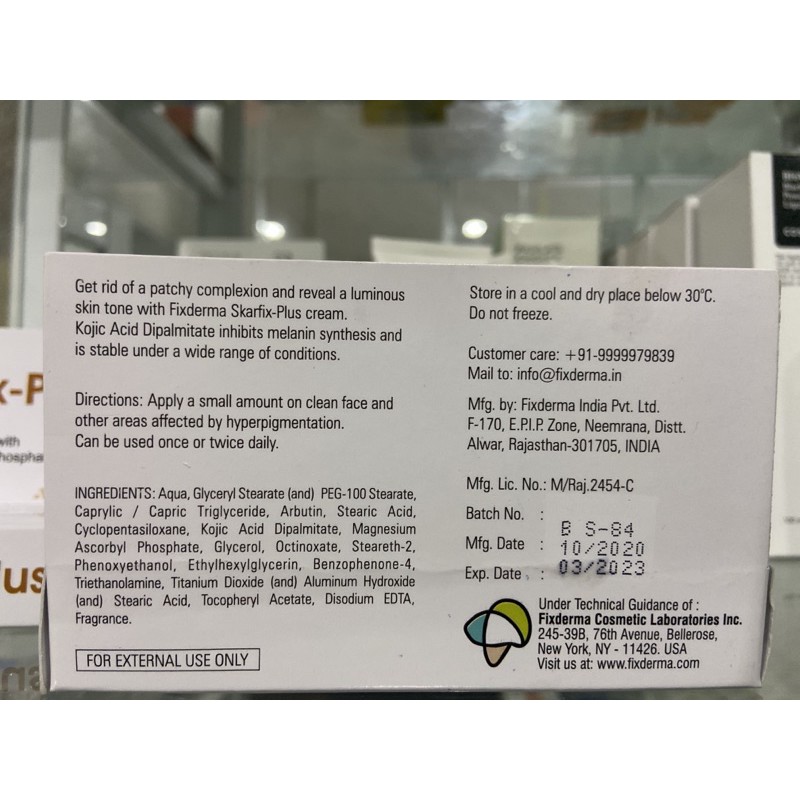 Get rid of a patchy complexion and reveal a luminous
skin tone with Fixderma Skarfix-Plus cream.
Kojic Acid Dipalmitate inhibits melanin synthesis and
is stable under a wide range of conditions.
Directions: Apply a small amount on clean face and
other areas affected by hyperpigmentation.
Can be used once or twice daily.
INGREDIENTS: Aqua, Glyceryl Stearate (and) PEG-100 Stearate,
Caprylic / Capric Triglyceride, Arbutin, Stearic Acid,
Cyclopentasiloxane, Kojic Acid Dipalmitate, Magnesium
Ascorbyl Phosphate, Glycerol, Octinoxate, Steareth-2,
Phenoxyethanol, Ethylhexylglycerin, Benzophenone-4,
Triethanolamine, Titanium Dioxide (and) Aluminum Hydroxide
(and) Stearic Acid, Tocopheryl Acetate, Disodium EDTA,
Fragrance.
FOR EXTERNAL USE ONLY
Store in a cool and dry place below 30°C.
Do not freeze.
Customer care: +91-9999979839
Mail to: info@fixderma.in
Mfg. by: Fixderma India Pvt. Ltd.
F-170, E.P.I.P. Zone, Neemrana, Distt.
Alwar, Rajasthan-301705, INDIA
Mfg. Lic. No.: M/Raj.2454-C
Batch No. : B S-84
Mfg. Date : 10/2020
Exp. Date : 03/2023
Under Technical Guidance of :
Fixderma Cosmetic Laboratories Inc.
245-39B, 76th Avenue, Bellerose,
New York, NY - 11426. USA
Visit us at: www.fixderma.com
x-P
with
lus